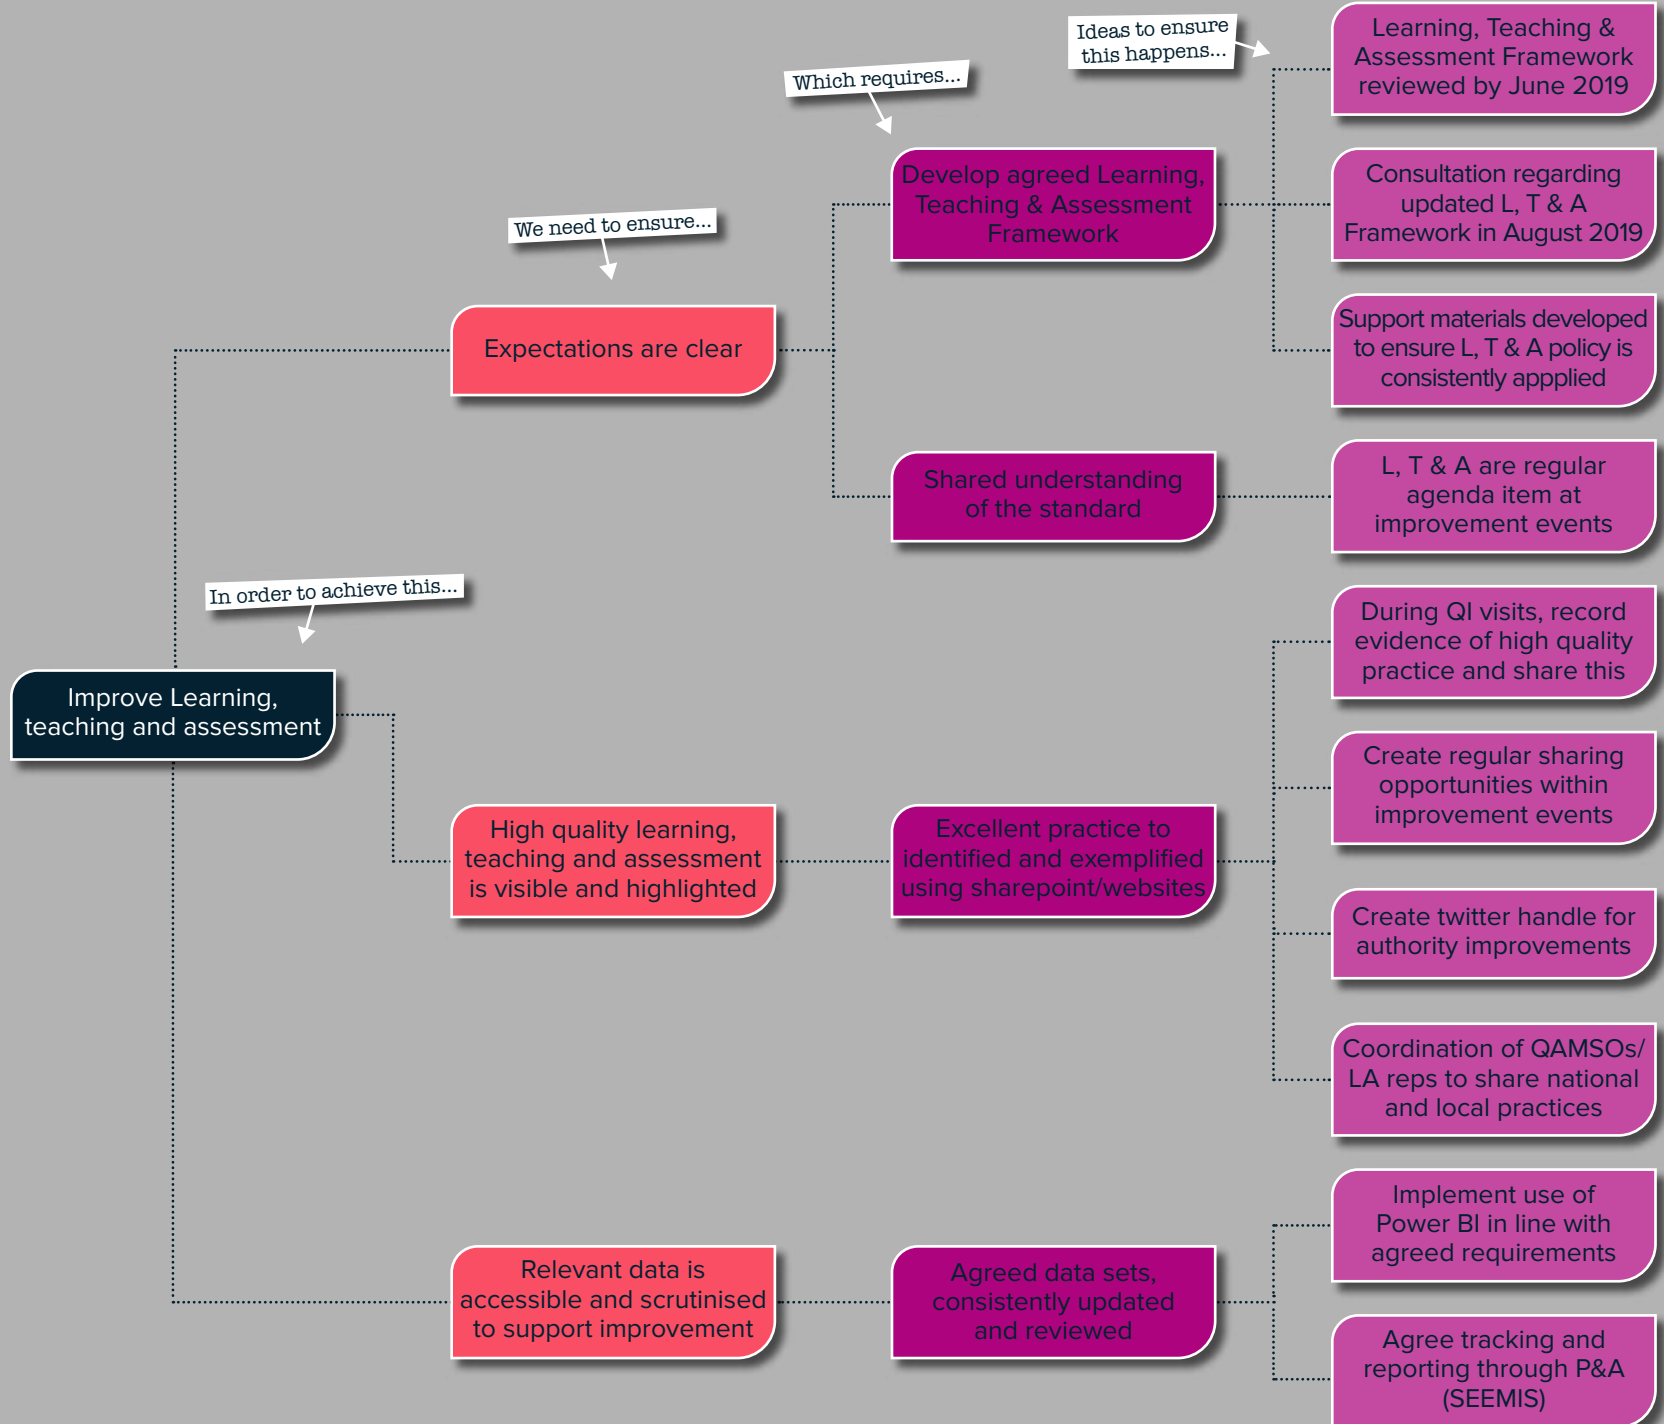 Ideas to ensure
this happens...
Learning, Teaching &
Assessment Framework
reviewed by June 2019
Which requires...
Develop agreed Learning,
Teaching & Assessment
Framework
Consultation regarding
updated L, T & A
Framework in August 2019
We need to ensure...
Expectations are clear
Support materials developed
to ensure L, T & A policy is
consistently appplied
Shared understanding
of the standard
L, T & A are regular
agenda item at
improvement events
In order to achieve this...
Improve Learning,
teaching and assessment
During QI visits, record
evidence of high quality
practice and share this
Create regular sharing
opportunities within
improvement events
High quality learning,
teaching and assessment
is visible and highlighted
Excellent practice to
identified and exemplified
using sharepoint/websites
Create twitter handle for
authority improvements
Coordination of QAMSOs/
LA reps to share national
and local practices
Relevant data is
accessible and scrutinised
to support improvement
Agreed data sets,
consistently updated
and reviewed
Implement use of
Power BI in line with
agreed requirements
Agree tracking and
reporting through P&A
(SEEMIS)